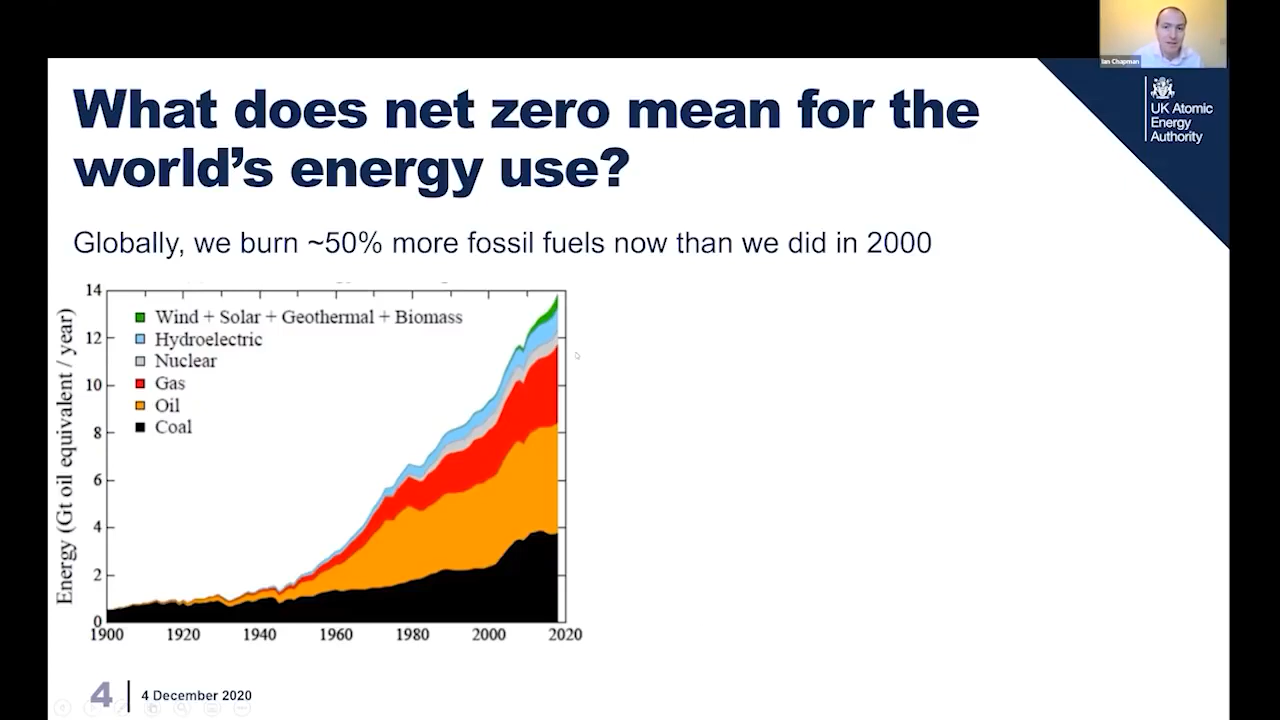 Ian Chapman
UK Atomic
Energy
Authority
What does net zero mean for the
world's energy use?
Globally, we burn ~50% more fossil fuels now than we did in 2000
Energy (Gt oil equivalent / year)
14
12
10
8
6
4
2
0
Wind + Solar + Geothermal + Biomass
Hydroelectric
Nuclear
Gas
Oil
Coal
1900 1920 1940 1960 1980 2000 2020
4 4 December 2020